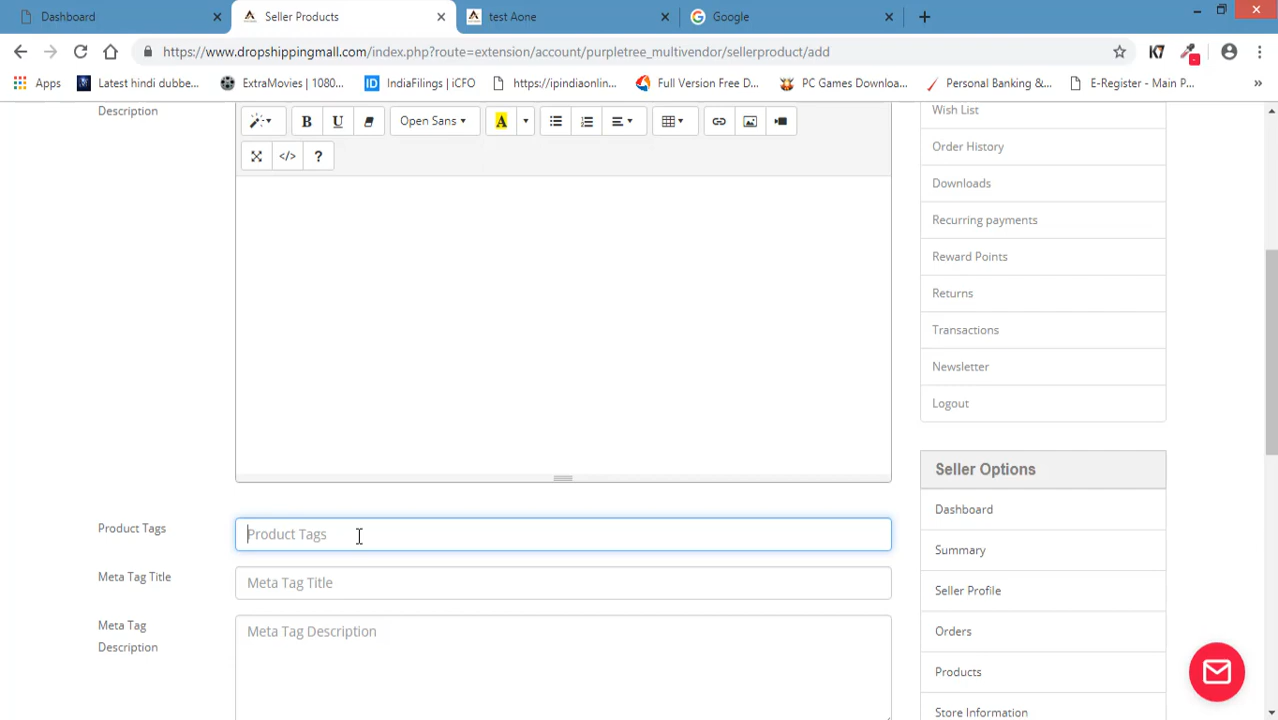 Dashboard
Seller Products
test Aone
Google
https://www.dropshippingmall.com/index.php?route=extension/account/purpletree_multivendor/sellerproduct/add
K7
Apps
Latest hindi dubbe...
ExtraMovies | 1080...
ID IndiaFilings | iCFO
https://ipindiaonlin...
Full Version Free D...
PC Games Downloa...
Personal Banking &...
E-Register - Main P...
»
Description
B
U
Open Sans
A
</>
?
Product Tags
Product Tags
Meta Tag Title
Meta Tag Title
Meta Tag
Description
Meta Tag Description
Wish List
Order History
Downloads
Recurring payments
Reward Points
Returns
Transactions
Newsletter
Logout
Seller Options
Dashboard
Summary
Seller Profile
Orders
Products
Store Information